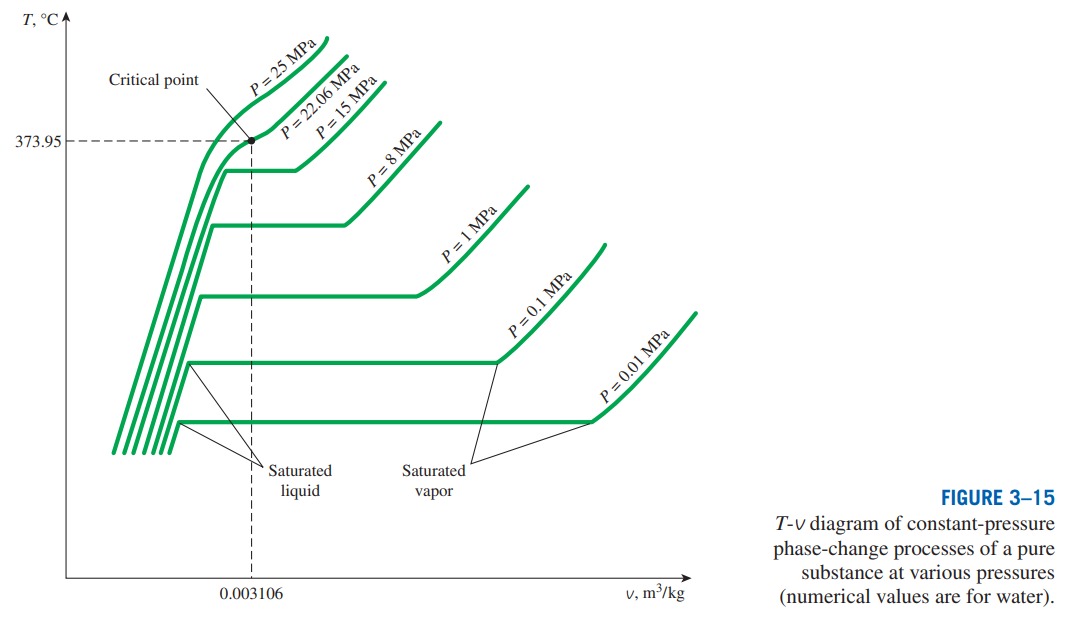 T, °C
Critical point
P = 25 MPa
P = 22.06 MPa
P = 15 MPa
P = 8 MPa
P = 1 MPa
P = 0.1 MPa
P = 0.01 MPa
373.95
Saturated
liquid
Saturated
vapor
0.003106
v, m³/kg
FIGURE 3–15
T-v diagram of constant-pressure
phase-change processes of a pure
substance at various pressures
(numerical values are for water).